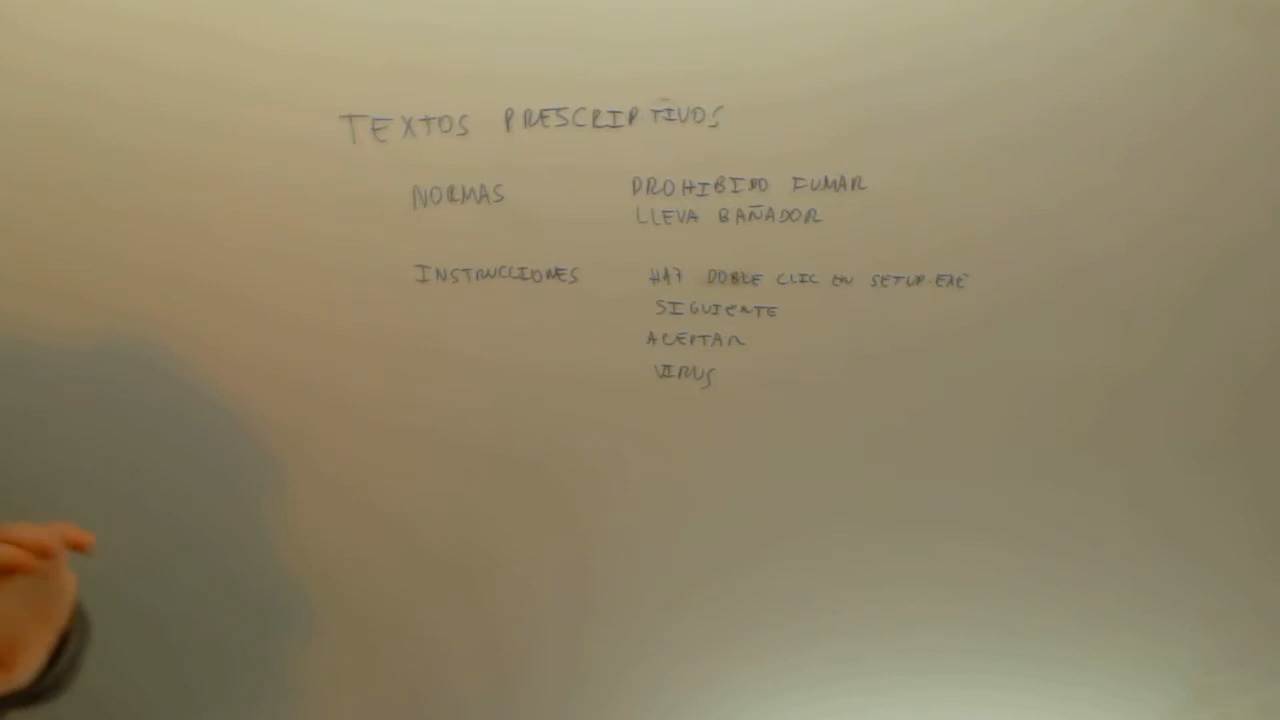 TEXTOS PRESCRIPTIVOS
NORMAS PROHIBIDO FUMAR
LLEVA BAÑADOR
INSTRUCCIONES HAZ DOBLE CLIC EN SETUP.EXE
SIGUIENTE
ACEPTAR
VIRUS